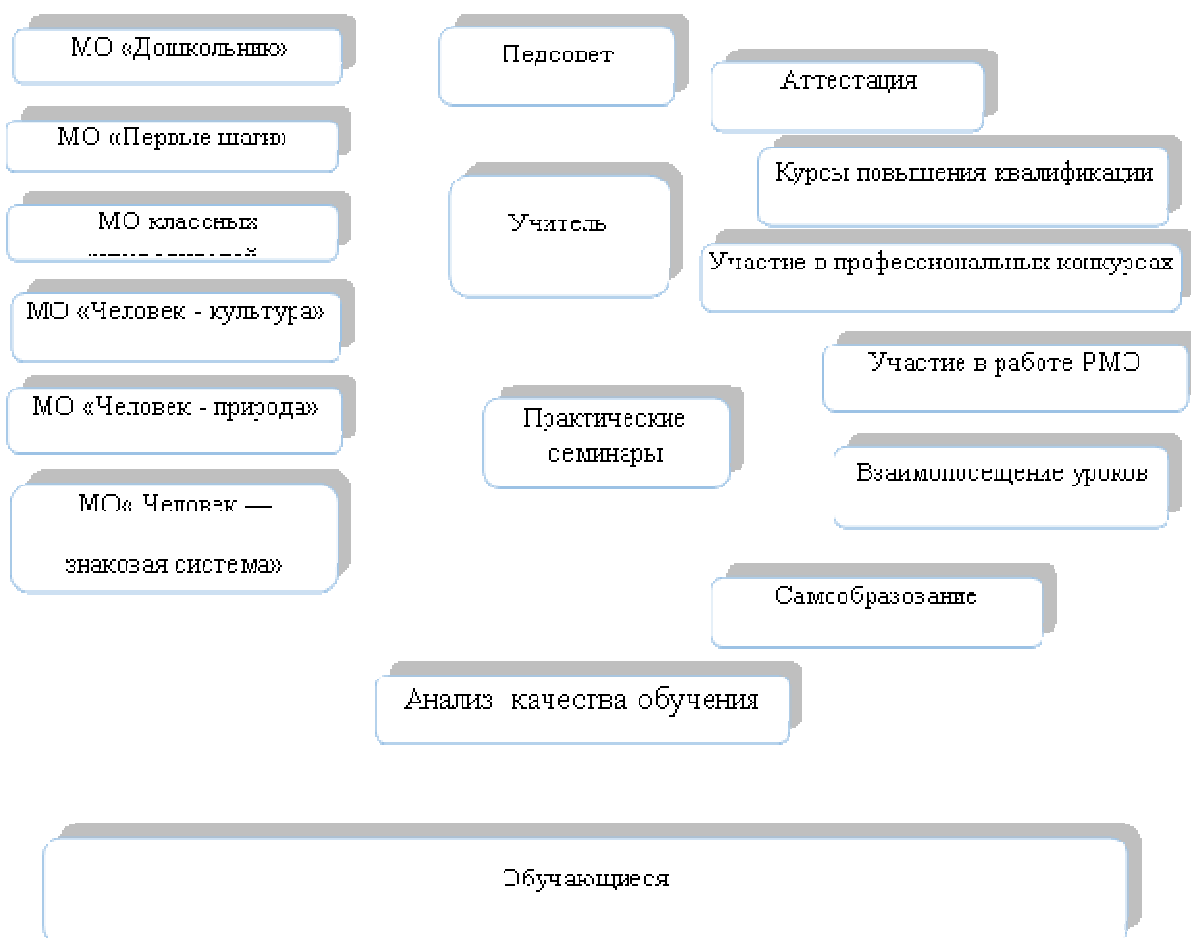 МО «Дошкольник»
МО «Первые шаги»
МО классных
МО «Человек - культура»
МО «Человек - природа»
МО« Человек —
знаковая система»
Педсовет
Учитель
Практические
семинары
Аттестация
Курсы повышения квалификации
Участие в профессиональных конкурсах
Участие в работе РМО
Взаимопосещение уроков
Самообразование
Анализ качества обучения
Обучающиеся